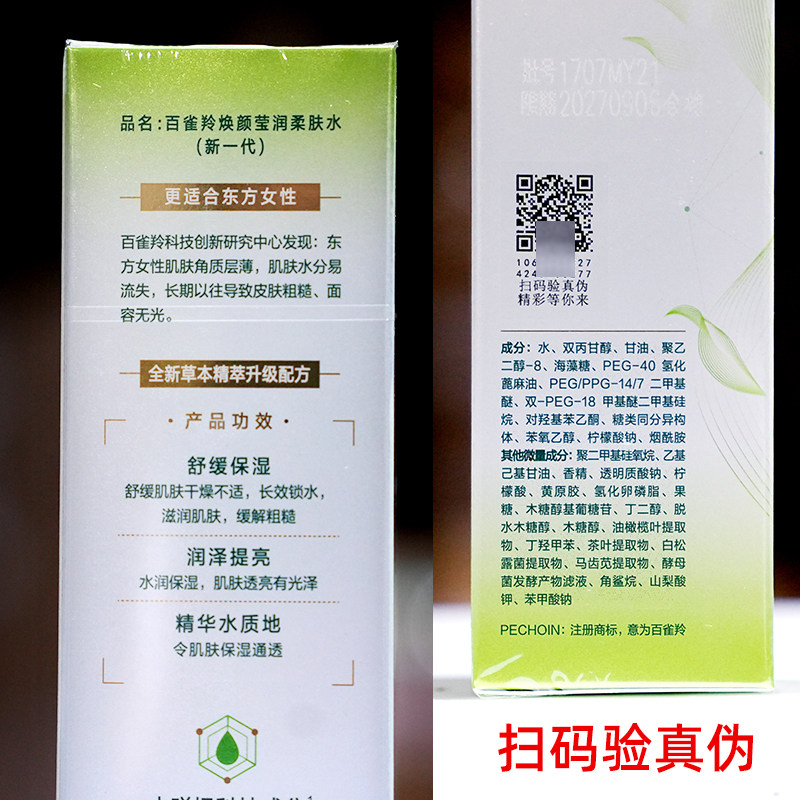 品名:百雀羚焕颜莹润柔肤水
(新一代)
更适合东方女性
百雀羚科技创新研究中心发现:东
方女性肌肤角质层薄,肌肤水分易
流失,长期以往导致皮肤粗糙、面
容无光。
全新草本精萃升级配方
·产品功效·
舒缓保湿
舒缓肌肤干燥不适,长效锁水,
滋润肌肤,缓解粗糙
润泽提亮
水润保湿,肌肤透亮有光泽
精华水质地
令肌肤保湿通透
批号1707MY21
限期20270906合格
106 27
424 77
扫码验真伪
精彩等你来
成分:水、双丙甘醇、甘油、聚乙
二醇-8、海藻糖、PEG-40 氢化
蓖麻油、PEG/PPG-14/7 二甲基
醚、双-PEG-18 甲基醚二甲基硅
烷、对羟基苯乙酮、糖类同分异构
体、苯氧乙醇、柠檬酸钠、烟酰胺
其他微量成分:聚二甲基硅氧烷、乙基
己基甘油、香精、透明质酸钠、柠
檬酸、黄原胶、氢化卵磷脂、果
糖、木糖醇基葡糖苷、丁二醇、脱
水木糖醇、木糖醇、油橄榄叶提取
物、丁羟甲苯、茶叶提取物、白松
露菌提取物、马齿苋提取物、酵母
菌发酵产物滤液、角鲨烷、山梨酸
钾、苯甲酸钠
PECHOIN:注册商标,意为百雀羚
扫码验真伪